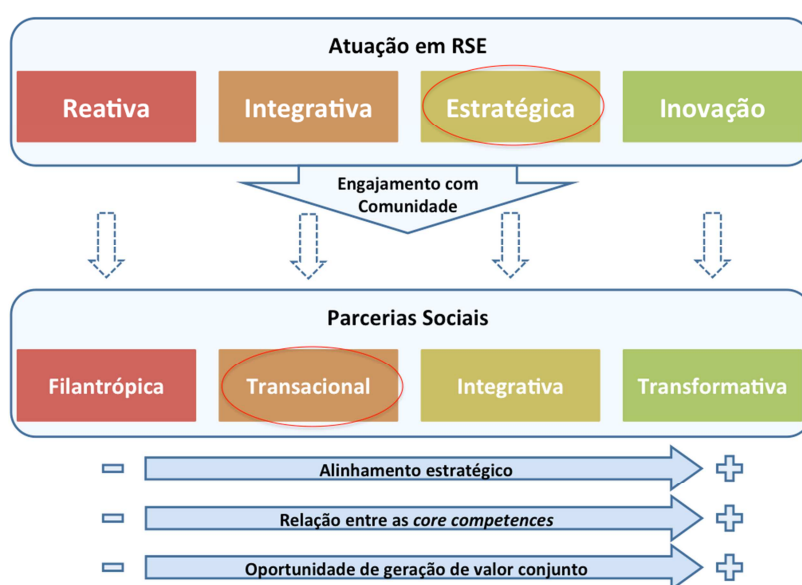 Atuação em RSE
Reativa
Integrativa
Estratégica
Inovação
Engajamento com
Comunidade
Parcerias Sociais
Filantrópica
Transacional
Integrativa
Transformativa
Alinhamento estratégico
Relação entre as core competences
Oportunidade de geração de valor conjunto